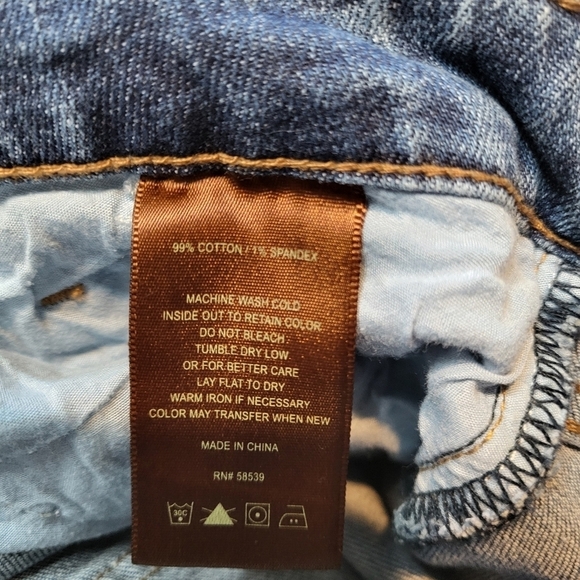 99% COTTON / 1% SPANDEX
MACHINE WASH COLD
INSIDE OUT TO RETAIN COLOR
DO NOT BLEACH
TUMBLE DRY LOW
OR FOR BETTER CARE
LAY FLAT TO DRY
WARM IRON IF NECESSARY
COLOR MAY TRANSFER WHEN NEW
MADE IN CHINA
RN# 58539
30C